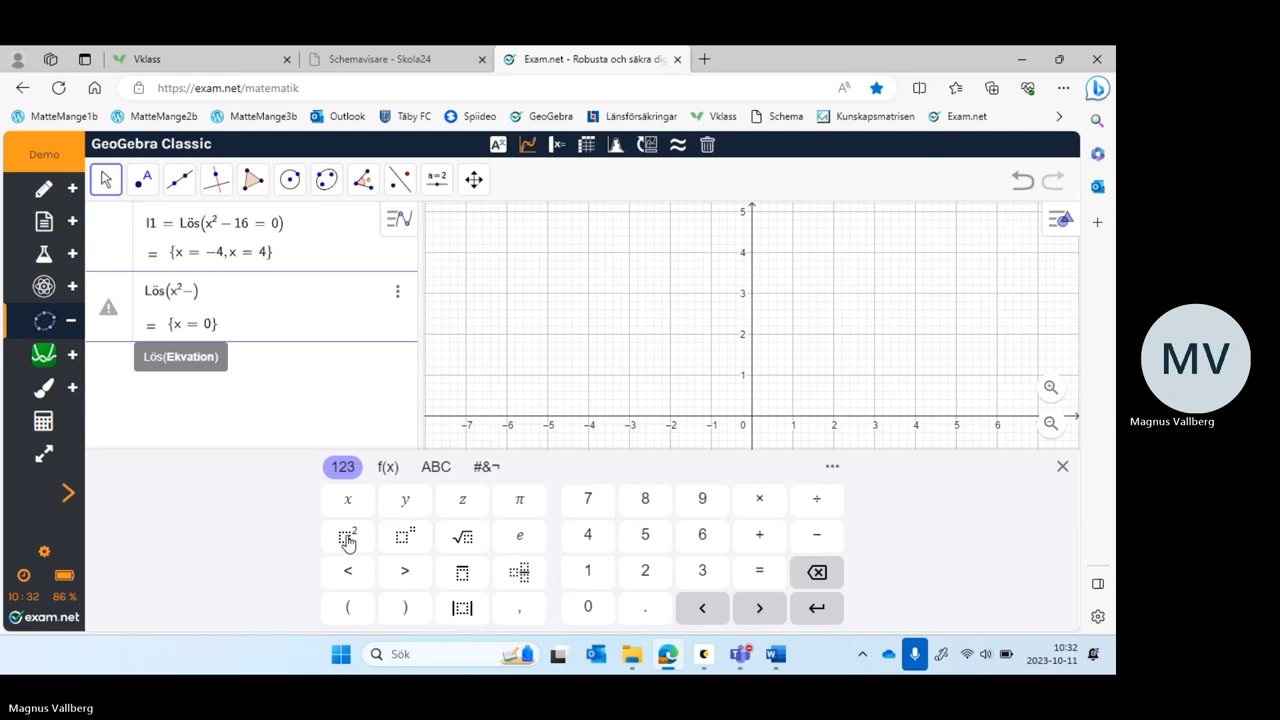 Vklass
Schemavisare - Skola24
Exam.net - Robusta och säkra dig
https://exam.net/matematik
MatteMange1b
MatteMange2b
MatteMange3b
Outlook
Täby FC
Spiideo
GeoGebra
Länsförsäkringar
Vklass
Schema
Kunskapsmatrisen
Exam.net
Demo
GeoGebra Classic
a=2
l1 = Lös(x² − 16 = 0)
= {x = −4, x = 4}
Lös(x²−)
= {x = 0}
Lös(Ekvation)
5
4
3
2
1
−7 −6 −5 −4 −3 −2 −1 0 1 2 3 4 5 6
123 f(x) ABC #&¬
x y z π 7 8 9 × ÷
2 e 4 5 6 + −
< > 1 2 3 = 
( ) , 0 . < >
10:32 86 %
exam.net
Sök
10:32
2023-10-11
MV
Magnus Vallberg
Magnus Vallberg